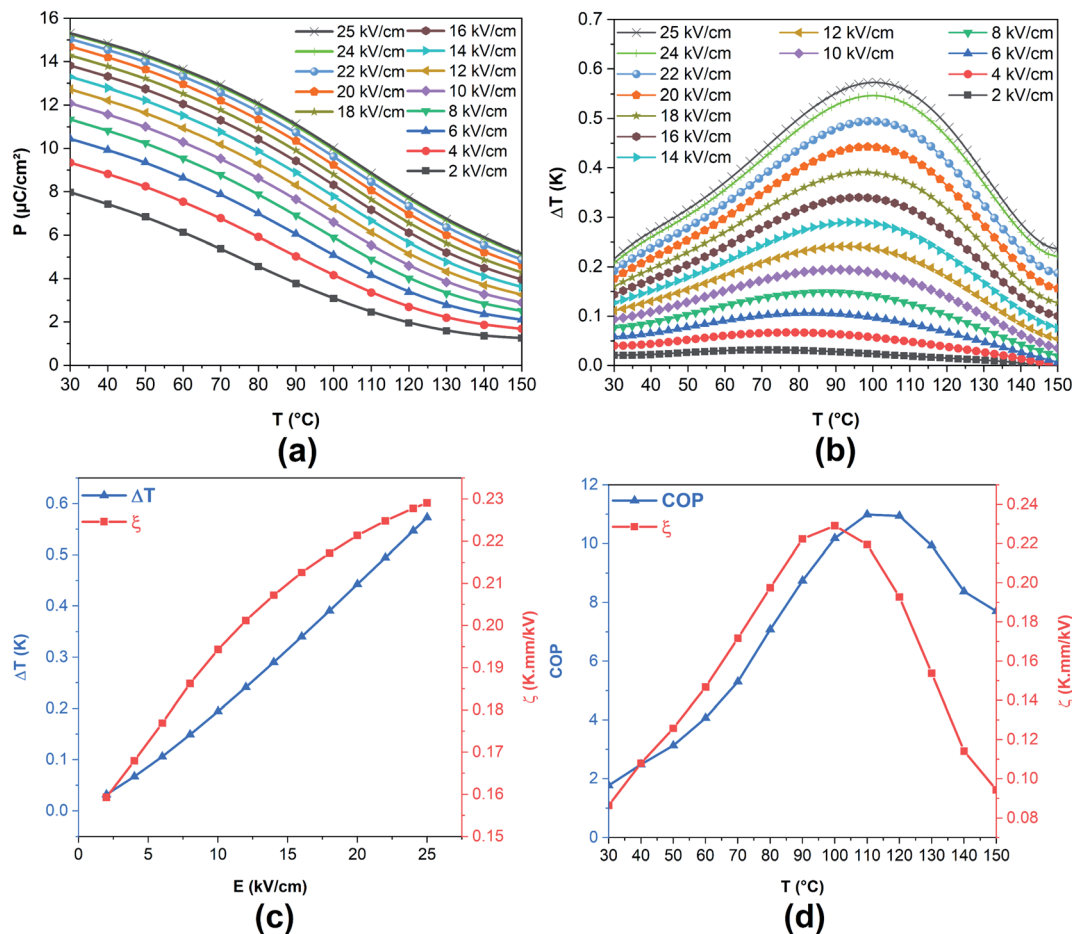 25 kV/cm 16 kV/cm
24 kV/cm 14 kV/cm
22 kV/cm 12 kV/cm
20 kV/cm 10 kV/cm
18 kV/cm 8 kV/cm
6 kV/cm
4 kV/cm
2 kV/cm
P (µC/cm²)
16
14
12
10
8
6
4
2
0
30 40 50 60 70 80 90 100 110 120 130 140 150
T (°C)
(a)
25 kV/cm 12 kV/cm 8 kV/cm
24 kV/cm 10 kV/cm 6 kV/cm
22 kV/cm 4 kV/cm
20 kV/cm 2 kV/cm
18 kV/cm
16 kV/cm
14 kV/cm
ΔT (K)
0.7
0.6
0.5
0.4
0.3
0.2
0.1
0.0
30 40 50 60 70 80 90 100 110 120 130 140 150
T (°C)
(b)
ΔT
ξ
ΔT (K)
0.6
0.5
0.4
0.3
0.2
0.1
0.0
0.23
0.22
0.21
0.20
0.19
0.18
0.17
0.16
0.15
ζ (K.mm/kV)
0 5 10 15 20 25
E (kV/cm)
(c)
COP
ξ
COP
12
10
8
6
4
2
0
0.24
0.22
0.20
0.18
0.16
0.14
0.12
0.10
0.08
ζ (K.mm/kV)
30 40 50 60 70 80 90 100 110 120 130 140 150
T (°C)
(d)